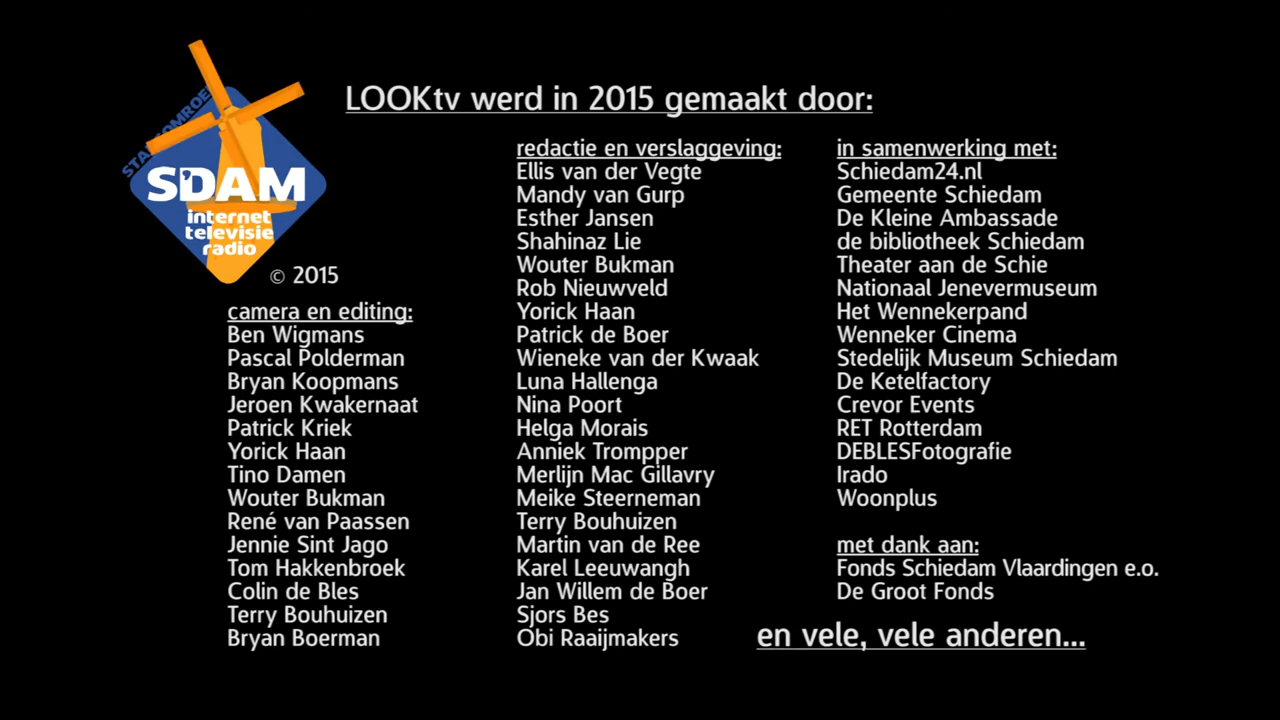 LOOKtv werd in 2015 gemaakt door:
S'DAM
internet
televisie
radio
© 2015
camera en editing:
Ben Wigmans
Pascal Polderman
Bryan Koopmans
Jeroen Kwakernaat
Patrick Kriek
Yorick Haan
Tino Damen
Wouter Bukman
René van Paassen
Jennie Sint Jago
Tom Hakkenbroek
Colin de Bles
Terry Bouhuizen
Bryan Boerman
redactie en verslaggeving:
Ellis van der Vegte
Mandy van Gurp
Esther Jansen
Shahinaz Lie
Wouter Bukman
Rob Nieuwveld
Yorick Haan
Patrick de Boer
Wieneke van der Kwaak
Luna Hallenga
Nina Poort
Helga Morais
Anniek Trompper
Merlijn Mac Gillavry
Meike Steerneman
Terry Bouhuizen
Martin van de Ree
Karel Leeuwangh
Jan Willem de Boer
Sjors Bes
Obi Raaijmakers
in samenwerking met:
Schiedam24.nl
Gemeente Schiedam
De Kleine Ambassade
de bibliotheek Schiedam
Theater aan de Schie
Nationaal Jenevermuseum
Het Wennekerpand
Wenneker Cinema
Stedelijk Museum Schiedam
De Ketelfactory
Crevor Events
RET Rotterdam
DEBLESFotografie
Irado
Woonplus
met dank aan:
Fonds Schiedam Vlaardingen e.o.
De Groot Fonds
en vele, vele anderen...